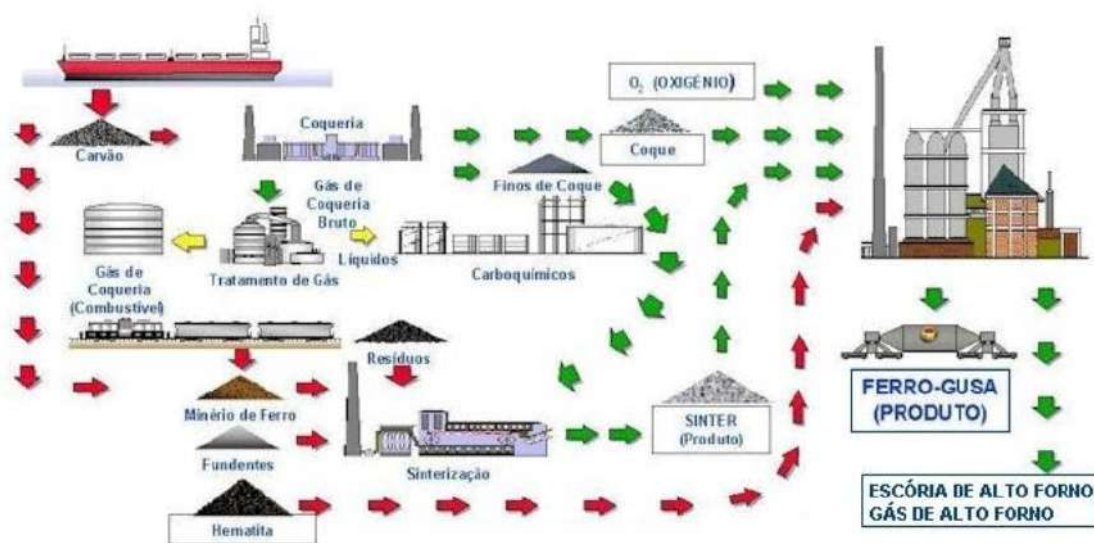 O₂ (OXIGÉNIO)
Coqueria
Carvão
Coque
Finos de Coque
Gás de
Coqueria
Bruto
Líquidos
Tratamento de Gás
Carboquímicos
Gás de
Coqueria
(Combustível)
Resíduos
Minério de Ferro
Fundentes
Sinterização
Hematita
SINTER
(Produto)
FERRO-GUSA
(PRODUTO)
ESCÓRIA DE ALTO FORNO
GÁS DE ALTO FORNO